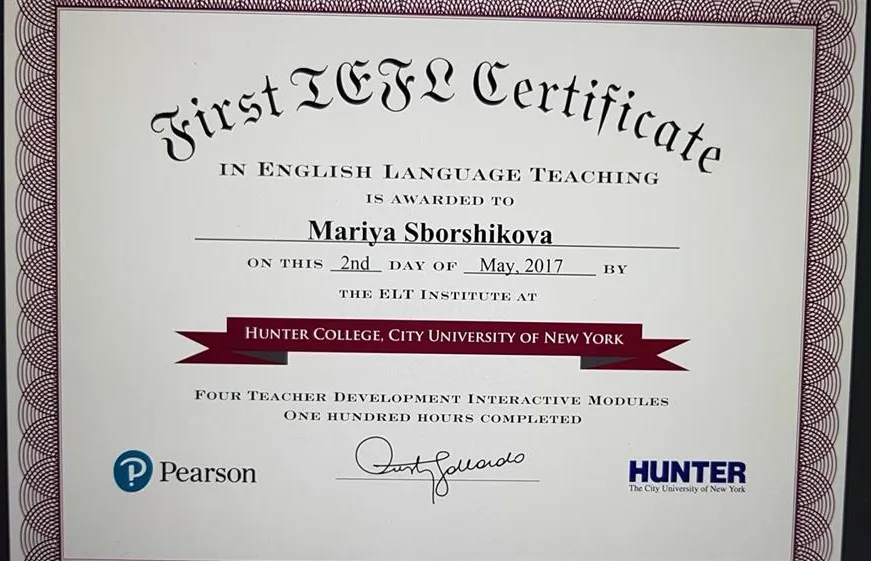 First TEFL Certificate
IN ENGLISH LANGUAGE TEACHING
IS AWARDED TO
Mariya Sborshikova
ON THIS 2nd DAY OF May, 2017 BY
THE ELT INSTITUTE AT
HUNTER COLLEGE, CITY UNIVERSITY OF NEW YORK
FOUR TEACHER DEVELOPMENT INTERACTIVE MODULES
ONE HUNDRED HOURS COMPLETED
P Pearson
HUNTER
The City University of New York